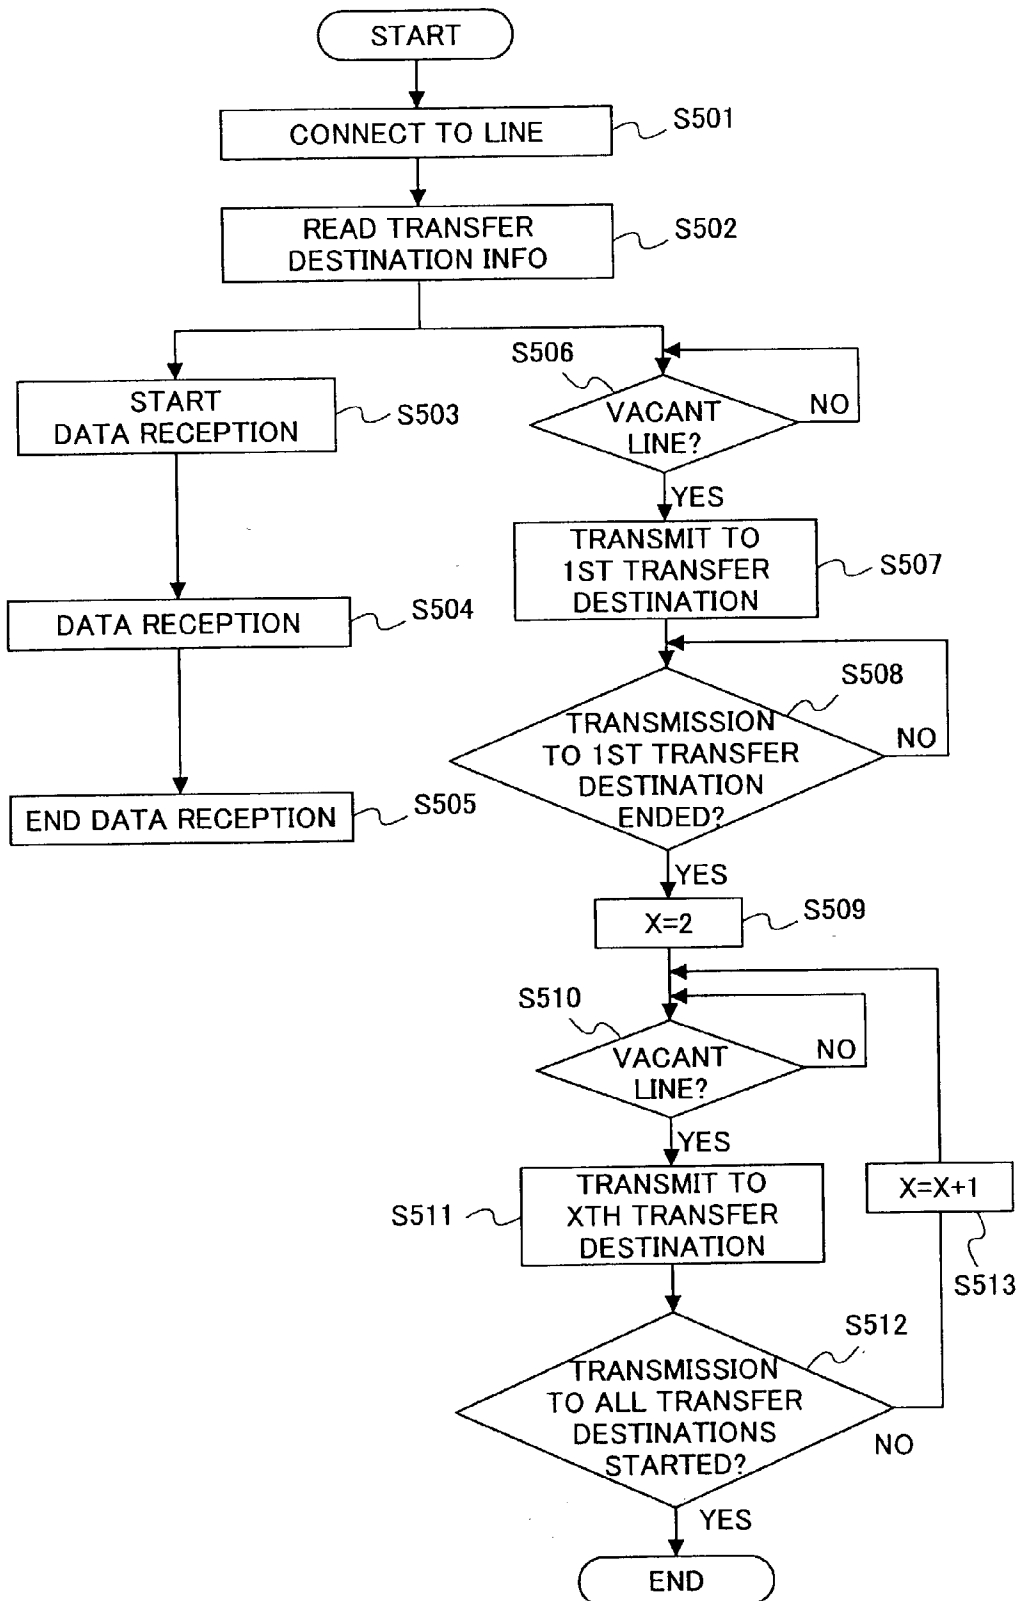 START
CONNECT TO LINE
S501
READ TRANSFER
DESTINATION INFO
S502
START
DATA RECEPTION
S503
DATA RECEPTION
S504
END DATA RECEPTION
S505
S506
VACANT
LINE?
NO
YES
TRANSMIT TO
1ST TRANSFER
DESTINATION
S507
S508
TRANSMISSION
TO 1ST TRANSFER
DESTINATION
ENDED?
NO
YES
X=2
S509
S510
VACANT
LINE?
NO
YES
S511
TRANSMIT TO
XTH TRANSFER
DESTINATION
X=X+1
S513
S512
TRANSMISSION
TO ALL TRANSFER
DESTINATIONS
STARTED?
NO
YES
END